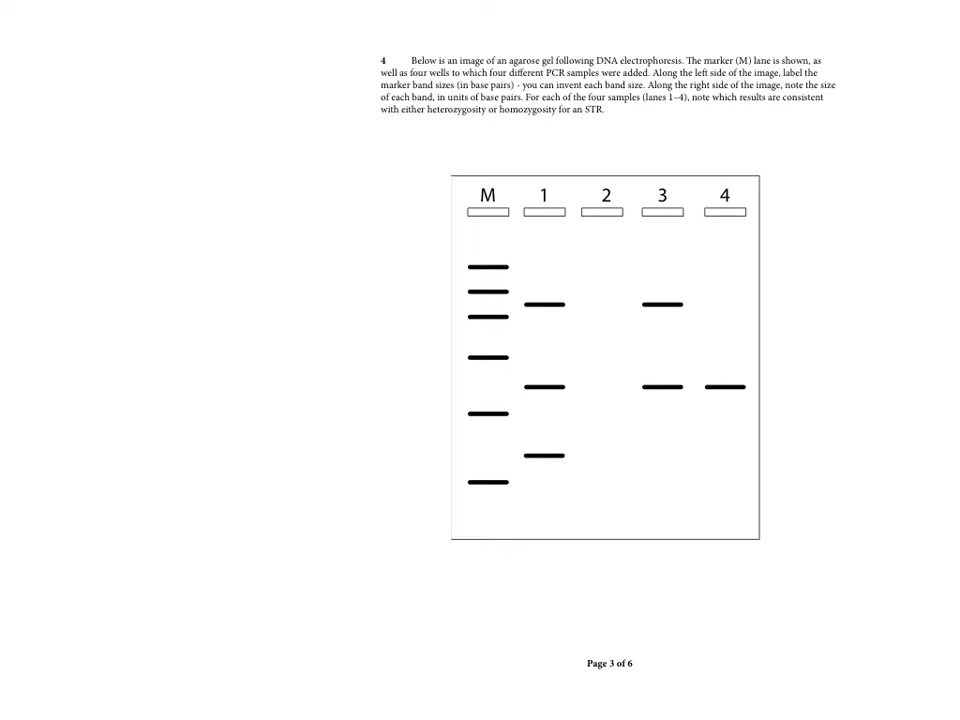 4 Below is an image of an agarose gel following DNA electrophoresis. The marker (M) lane is shown, as
well as four wells to which four different PCR samples were added. Along the left side of the image, label the
marker band sizes (in base pairs) - you can invent each band size. Along the right side of the image, note the size
of each band, in units of base pairs. For each of the four samples (lanes 1–4), note which results are consistent
with either heterozygosity or homozygosity for an STR.
M 1 2 3 4
Page 3 of 6